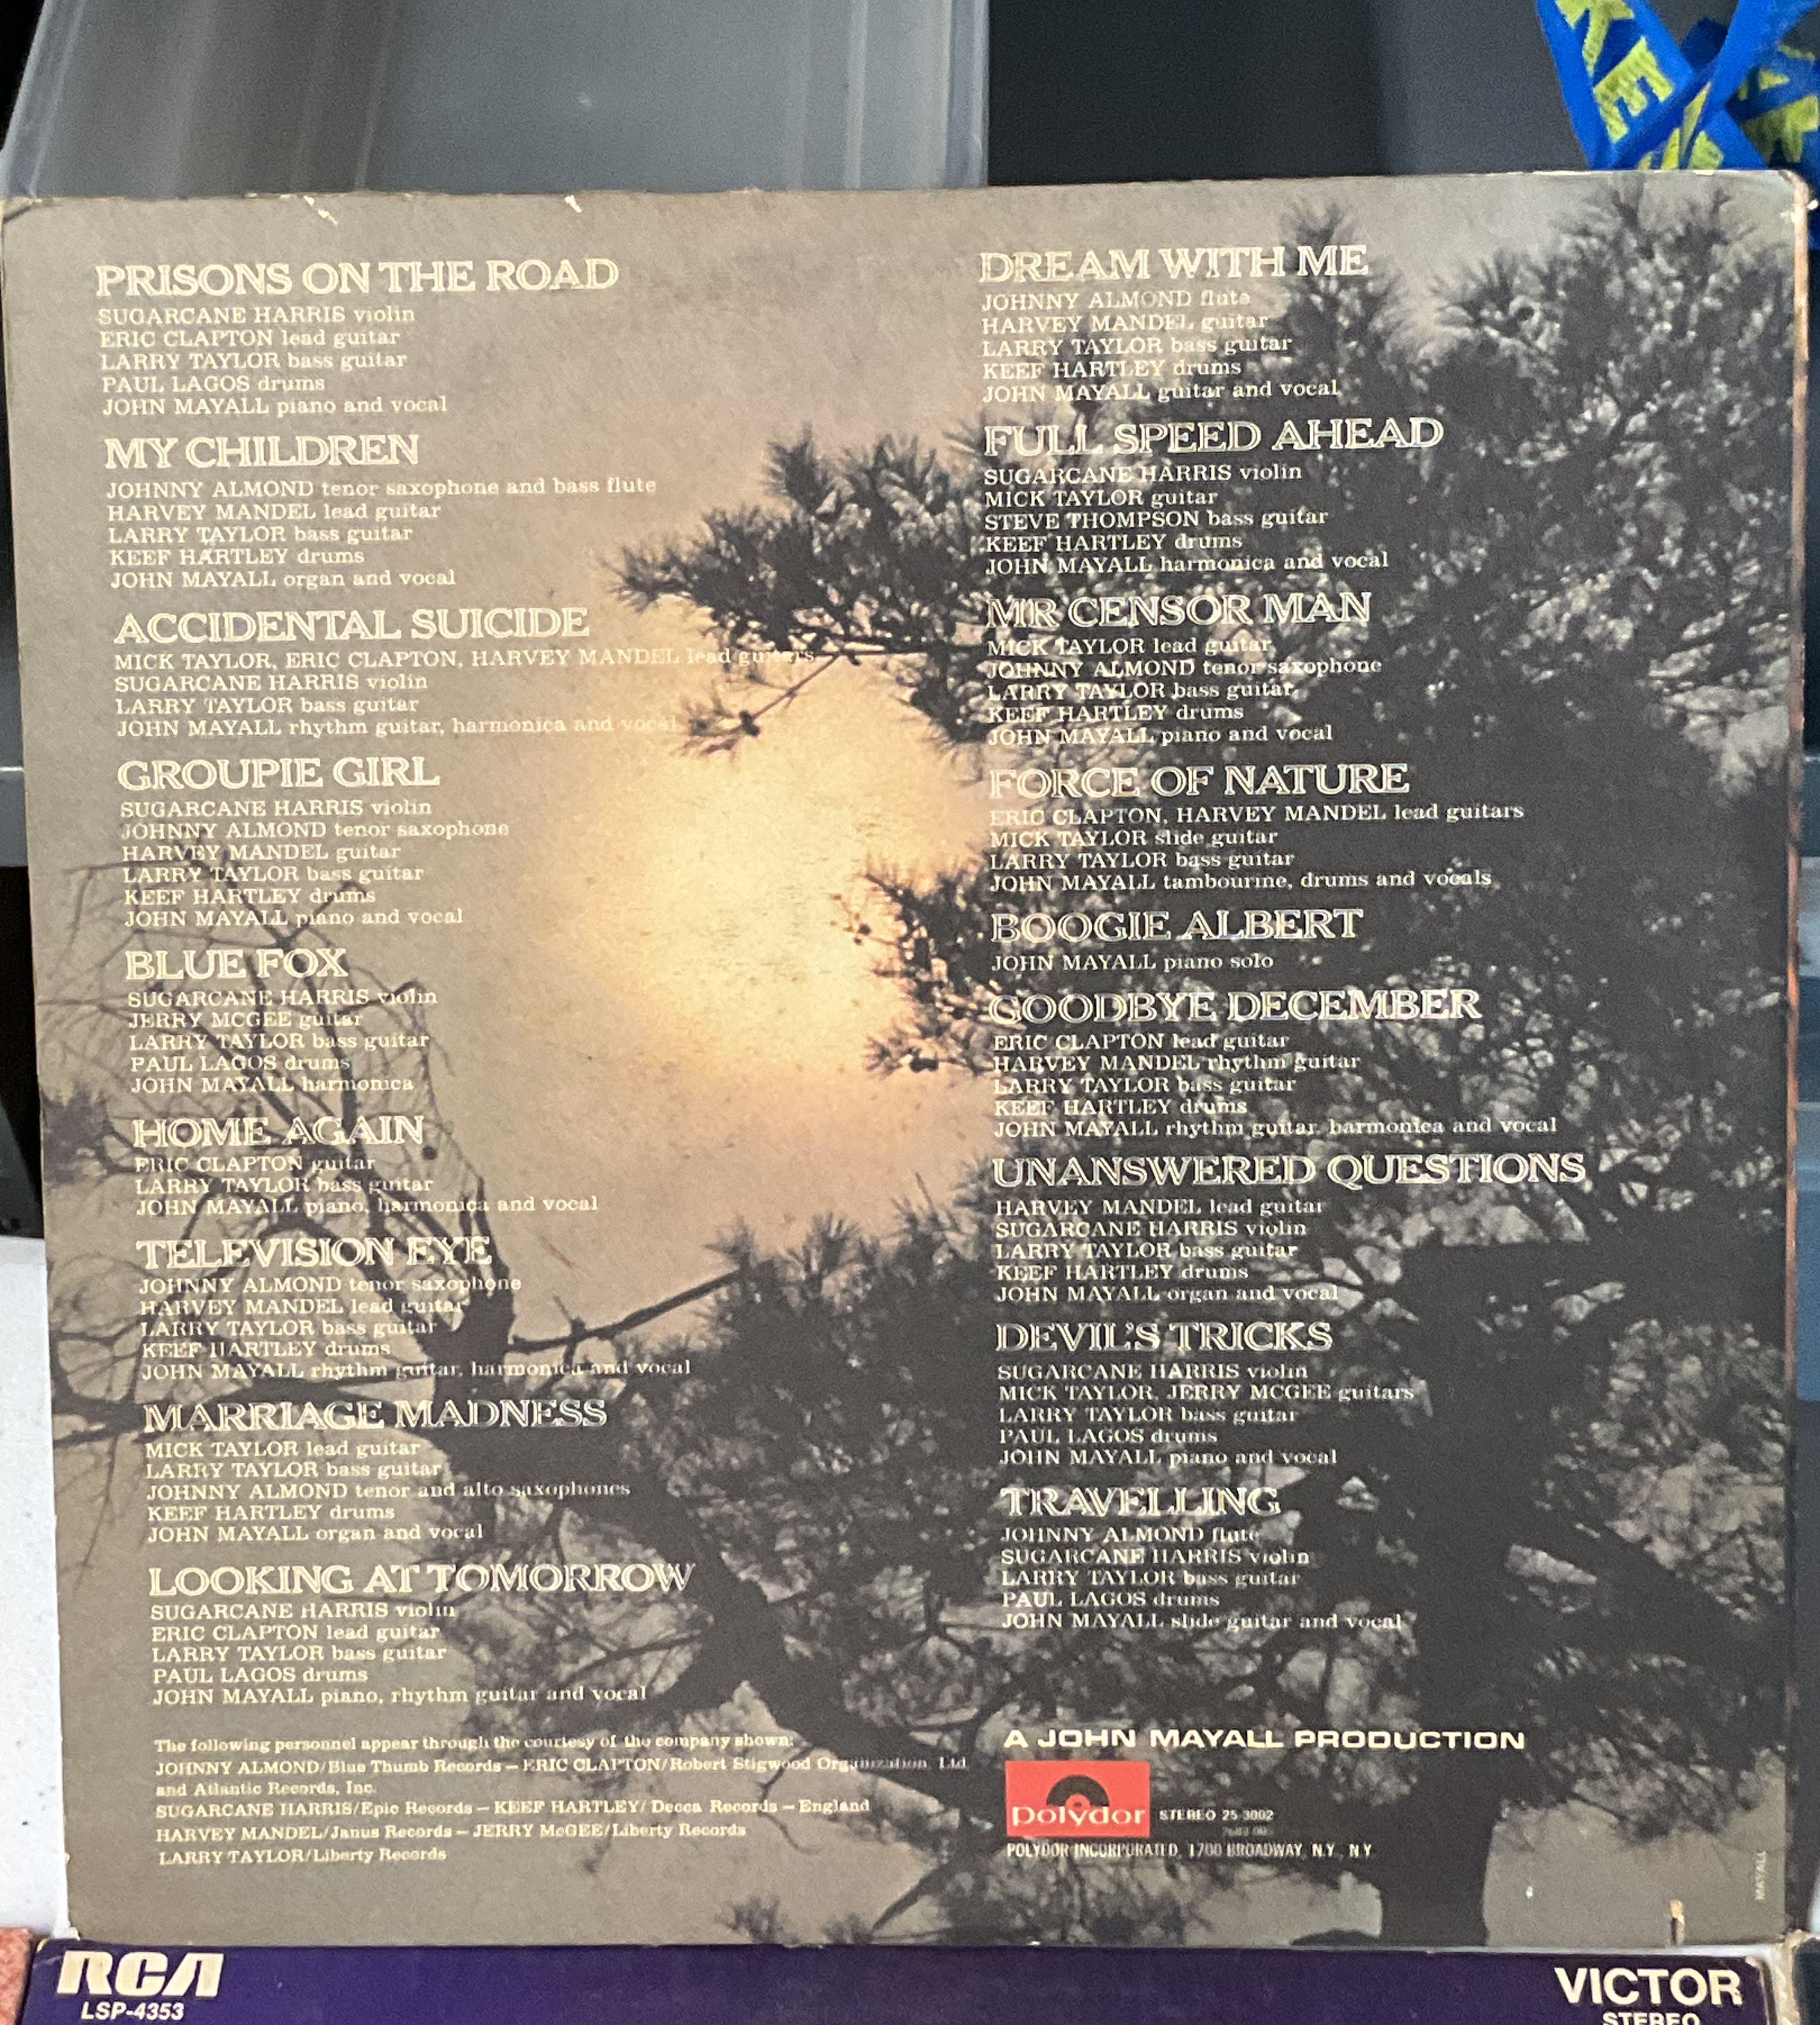 PRISONS ON THE ROAD
SUGARCANE HARRIS violin
ERIC CLAPTON lead guitar
LARRY TAYLOR bass guitar
PAUL LAGOS drums
JOHN MAYALL piano and vocal
MY CHILDREN
JOHNNY ALMOND tenor saxophone and bass flute
HARVEY MANDEL lead guitar
LARRY TAYLOR bass guitar
KEEF HARTLEY drums
JOHN MAYALL organ and vocal
ACCIDENTAL SUICIDE
MICK TAYLOR, ERIC CLAPTON, HARVEY MANDEL lead guitars
SUGARCANE HARRIS violin
LARRY TAYLOR bass guitar
JOHN MAYALL rhythm guitar, harmonica and vocal
GROUPIE GIRL
SUGARCANE HARRIS violin
JOHNNY ALMOND tenor saxophone
HARVEY MANDEL guitar
LARRY TAYLOR bass guitar
KEEF HARTLEY drums
JOHN MAYALL piano and vocal
BLUE FOX
SUGARCANE HARRIS violin
JERRY MCGEE guitar
LARRY TAYLOR bass guitar
PAUL LAGOS drums
JOHN MAYALL harmonica
HOME AGAIN
ERIC CLAPTON guitar
LARRY TAYLOR bass guitar
JOHN MAYALL piano, harmonica and vocal
TELEVISION EYE
JOHNNY ALMOND tenor saxophone
HARVEY MANDEL lead guitar
LARRY TAYLOR bass guitar
KEEF HARTLEY drums
JOHN MAYALL rhythm guitar, harmonica and vocal
MARRIAGE MADNESS
MICK TAYLOR lead guitar
LARRY TAYLOR bass guitar
JOHNNY ALMOND tenor and alto saxophones
KEEF HARTLEY drums
JOHN MAYALL organ and vocal
LOOKING AT TOMORROW
SUGARCANE HARRIS violin
ERIC CLAPTON lead guitar
LARRY TAYLOR bass guitar
PAUL LAGOS drums
JOHN MAYALL piano, rhythm guitar and vocal
The following personnel appear through the courtesy of the company shown:
JOHNNY ALMOND/Blue Thumb Records – ERIC CLAPTON/Robert Stigwood Organization Ltd
and Atlantic Records, Inc.
SUGARCANE HARRIS/Epic Records – KEEF HARTLEY/ Decca Records – England
HARVEY MANDEL/Janus Records – JERRY McGEE/Liberty Records
LARRY TAYLOR/Liberty Records
DREAM WITH ME
JOHNNY ALMOND flute
HARVEY MANDEL guitar
LARRY TAYLOR bass guitar
KEEF HARTLEY drums
JOHN MAYALL guitar and vocal
FULL SPEED AHEAD
SUGARCANE HARRIS violin
MICK TAYLOR guitar
STEVE THOMPSON bass guitar
KEEF HARTLEY drums
JOHN MAYALL harmonica and vocal
MR CENSOR MAN
MICK TAYLOR lead guitar
JOHNNY ALMOND tenor saxophone
LARRY TAYLOR bass guitar
KEEF HARTLEY drums
JOHN MAYALL piano and vocal
FORCE OF NATURE
ERIC CLAPTON, HARVEY MANDEL lead guitars
MICK TAYLOR slide guitar
LARRY TAYLOR bass guitar
JOHN MAYALL tambourine, drums and vocals
BOOGIE ALBERT
JOHN MAYALL piano solo
GOODBYE DECEMBER
ERIC CLAPTON lead guitar
HARVEY MANDEL rhythm guitar
LARRY TAYLOR bass guitar
KEEF HARTLEY drums
JOHN MAYALL rhythm guitar, harmonica and vocal
UNANSWERED QUESTIONS
HARVEY MANDEL lead guitar
SUGARCANE HARRIS violin
LARRY TAYLOR bass guitar
KEEF HARTLEY drums
JOHN MAYALL organ and vocal
DEVIL'S TRICKS
SUGARCANE HARRIS violin
MICK TAYLOR, JERRY MCGEE guitars
LARRY TAYLOR bass guitar
PAUL LAGOS drums
JOHN MAYALL piano and vocal
TRAVELLING
JOHNNY ALMOND flute
SUGARCANE HARRIS violin
LARRY TAYLOR bass guitar
PAUL LAGOS drums
JOHN MAYALL slide guitar and vocal
A JOHN MAYALL PRODUCTION
polydor STEREO 25-3002
POLYDOR INCORPORATED, 1700 BROADWAY, N.Y., N.Y.
MAYALL
RCA
LSP-4353
VICTOR
STEREO